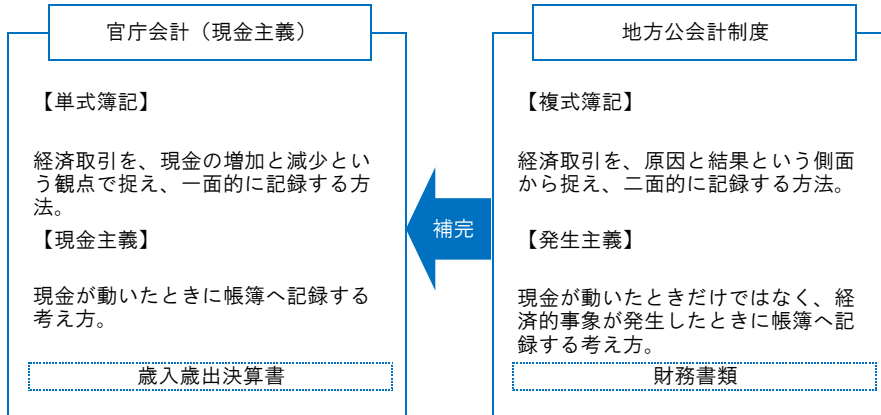 官庁会計（現金主義）
【単式簿記】
経済取引を、現金の増加と減少とい
う観点で捉え、一面的に記録する方
法。
【現金主義】
現金が動いたときに帳簿へ記録する
考え方。
歳入歳出決算書
補完
地方公会計制度
【複式簿記】
経済取引を、原因と結果という側面
から捉え、二面的に記録する方法。
【発生主義】
現金が動いたときだけではなく、経
済的事象が発生したときに帳簿へ記
録する考え方。
財務書類